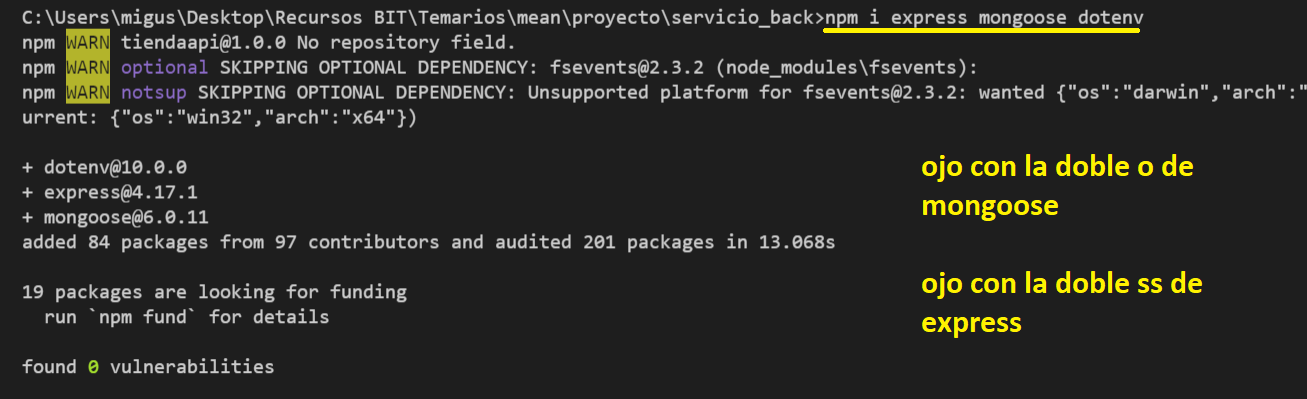 C:\Users\migus\Desktop\Recursos BIT\Temarios\mean\proyecto\servicio_back>npm i express mongoose dotenv
npm WARN tiendaapi@1.0.0 No repository field.
npm WARN optional SKIPPING OPTIONAL DEPENDENCY: fsevents@2.3.2 (node_modules\fsevents):
npm WARN notsup SKIPPING OPTIONAL DEPENDENCY: Unsupported platform for fsevents@2.3.2: wanted {"os":"darwin","arch":"
urrent: {"os":"win32","arch":"x64"})
+ dotenv@10.0.0
+ express@4.17.1
+ mongoose@6.0.11
added 84 packages from 97 contributors and audited 201 packages in 13.068s
19 packages are looking for funding
run `npm fund` for details
found 0 vulnerabilities
ojo con la doble o de
mongoose
ojo con la doble ss de
express